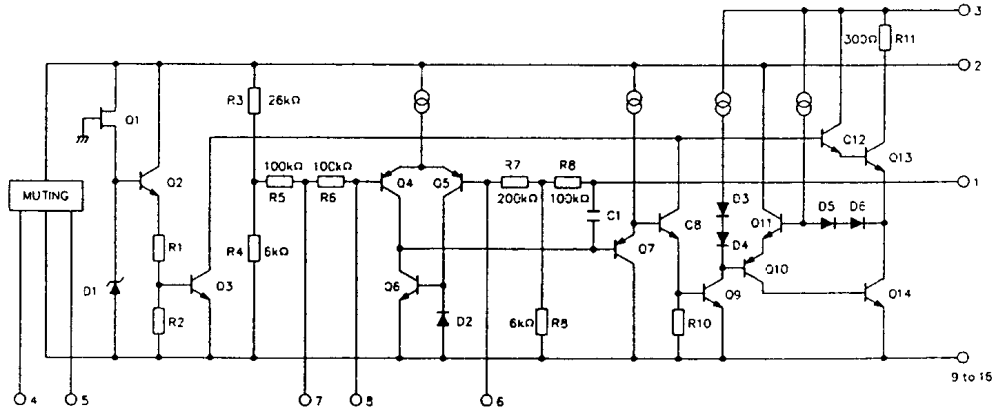 3
300Ω R11
2
R3 26kΩ
Q1
C12
Q13
100kΩ 100kΩ R7 R8
Q2
1
MUTING
R5 R6 Q4 Q5 200kΩ 100kΩ
C1
D3
D5 D6
R1
R4 6kΩ
Q7
C8
D4
Q11
Q10
D1
Q3
Q6
Q9
Q14
R2
D2
6kΩ R8
R10
9 to 16
4 5 7 8 6